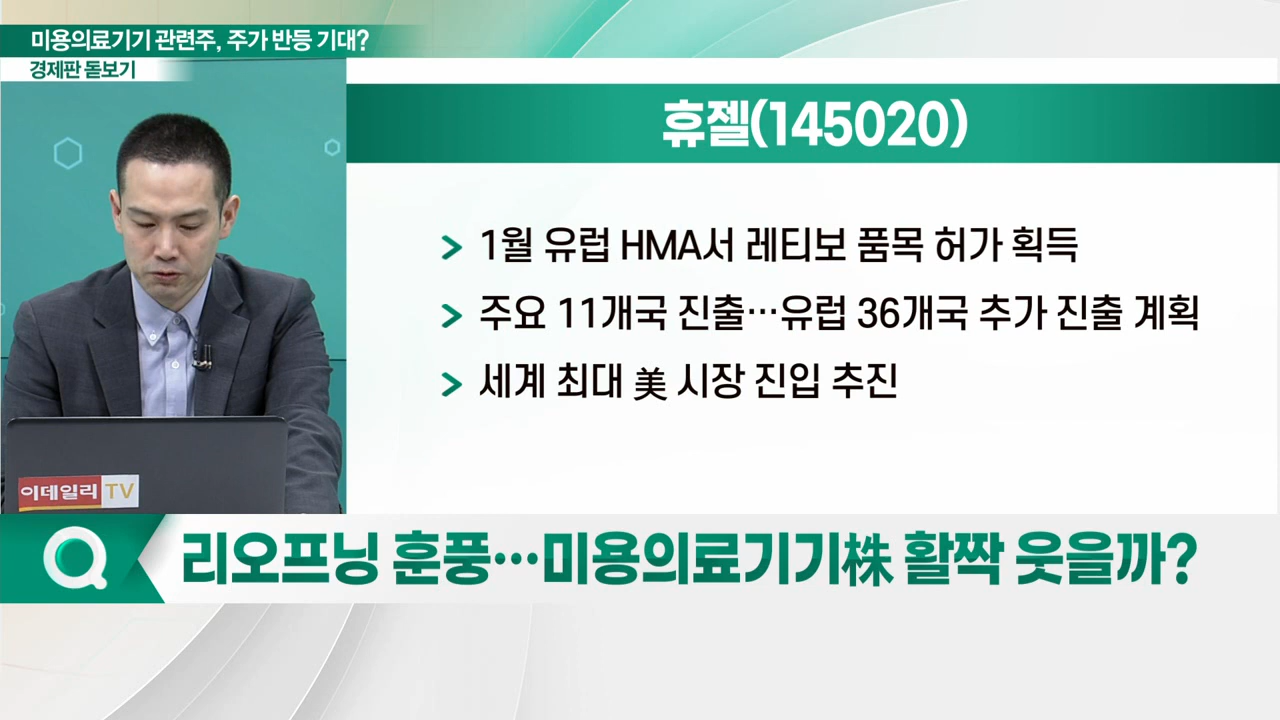 미용의료기기 관련주, 주가 반등 기대?
경제판 돋보기
휴젤(145020)
1월 유럽 HMA서 레티보 품목 허가 획득
주요 11개국 진출…유럽 36개국 추가 진출 계획
세계 최대 美 시장 진입 추진
이데일리TV
리오프닝 훈풍…미용의료기기株 활짝 웃을까?